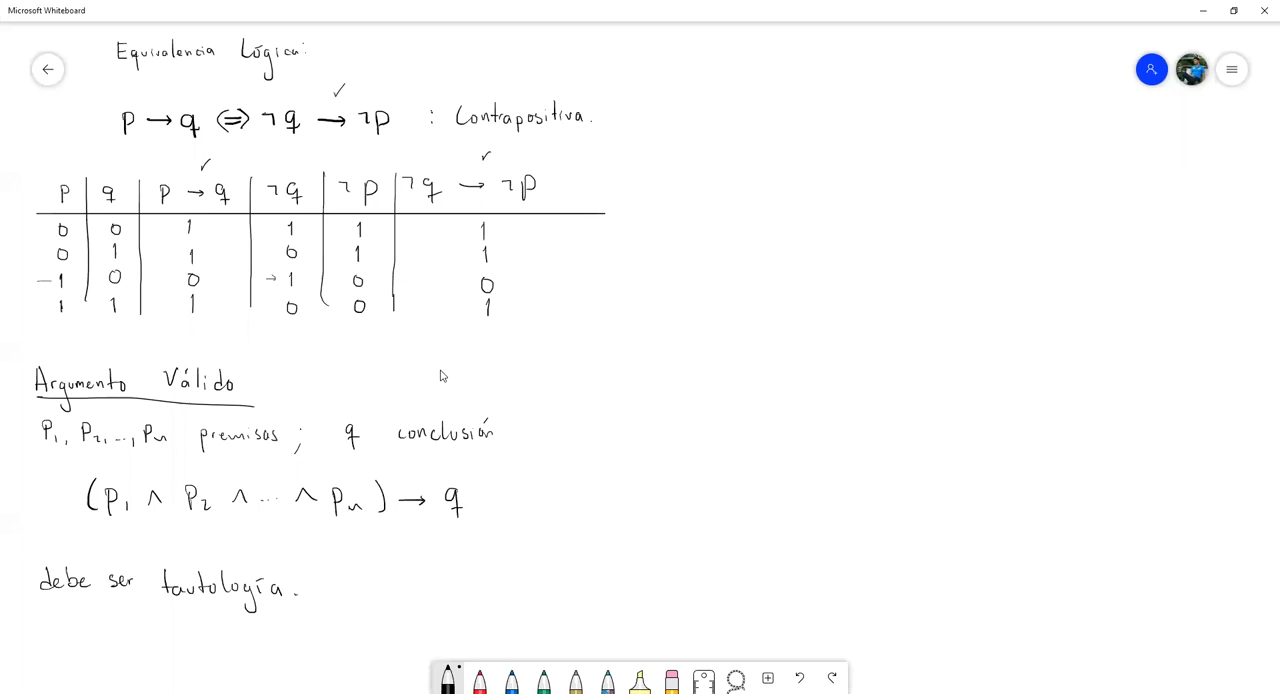 Microsoft Whiteboard
Equivalencia Lógica:
p → q ⟺ ¬q → ¬p : Contrapositiva.
p q p → q ¬q ¬p ¬q → ¬p
0 0 1 1 1 1
0 1 1 0 1 1
1 0 0 → 1 0 0
1 1 1 0 0 1
Argumento Válido
P₁, P₂, ..., Pₙ premisas; q conclusión
(P₁ ∧ P₂ ∧ ... ∧ Pₙ) → q
debe ser tautología.